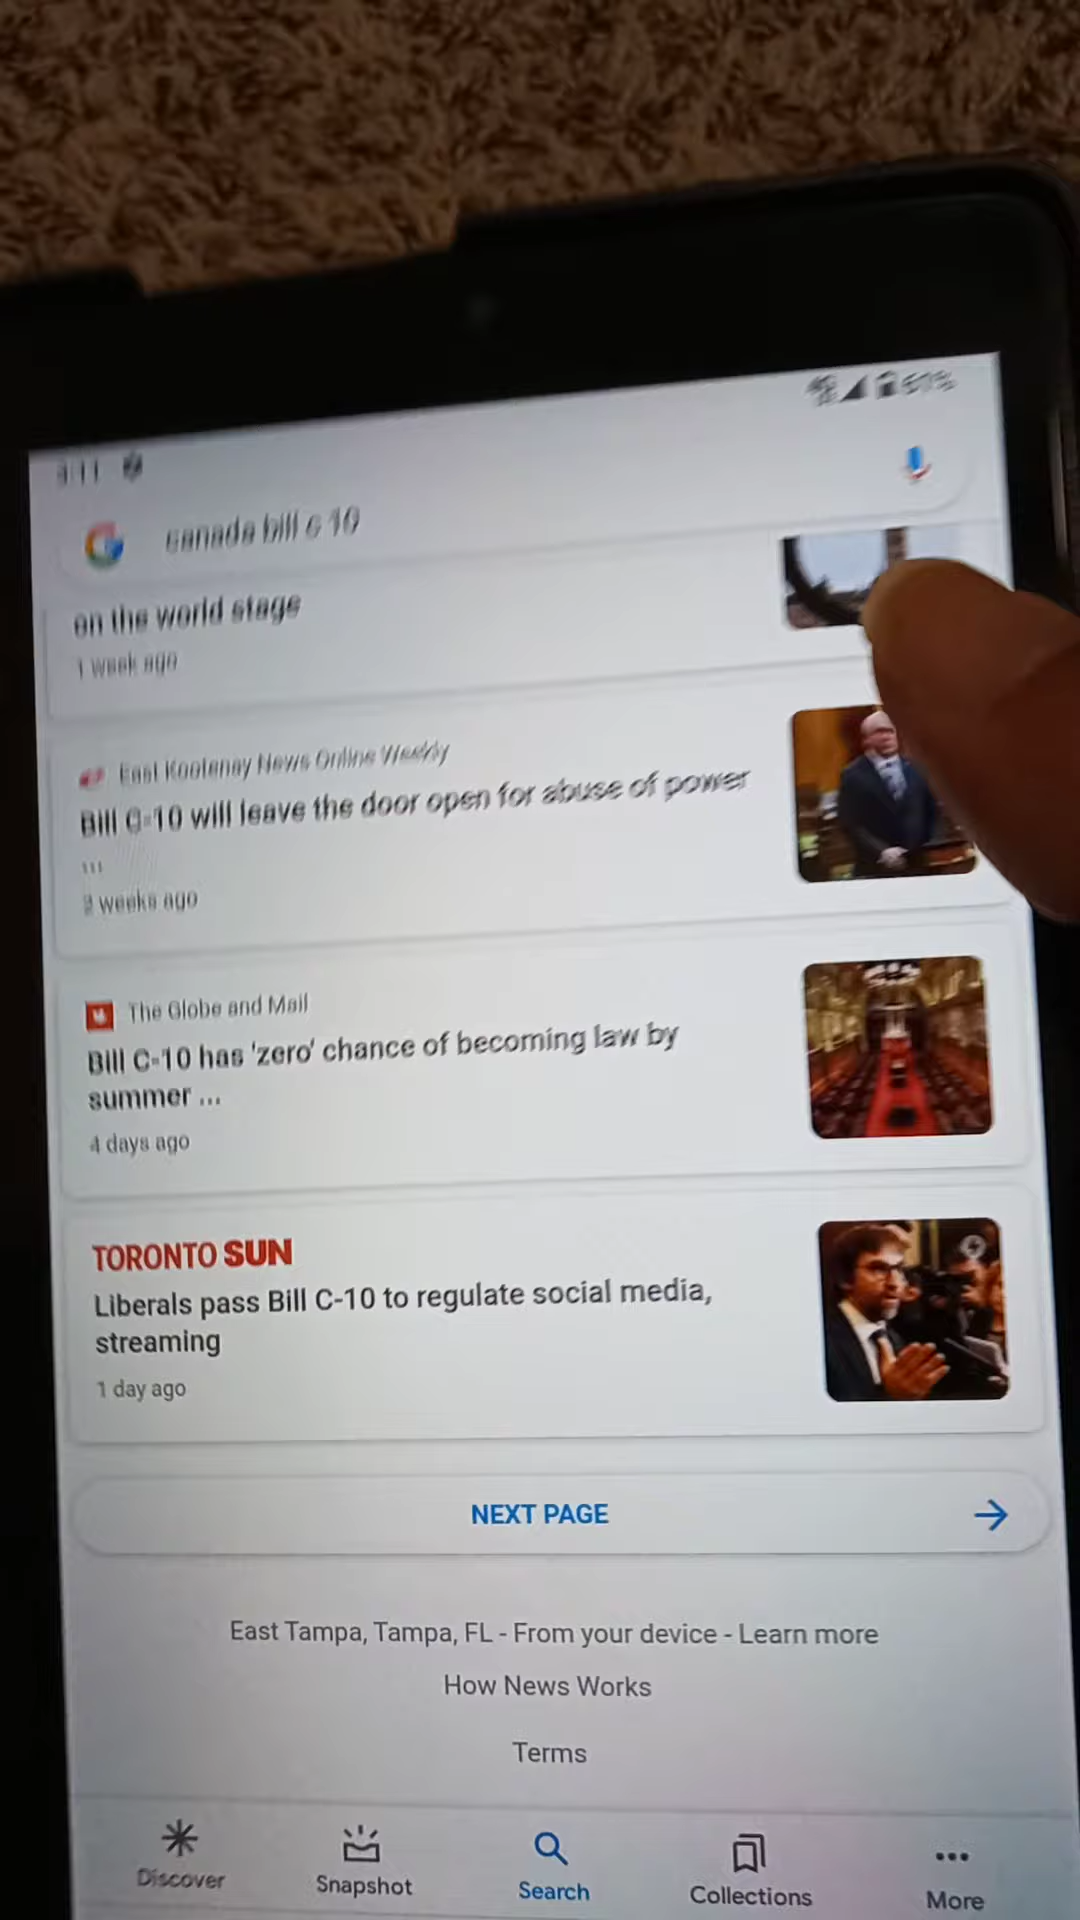 canada bill c 10
on the world stage
1 week ago
East Kootenay News Online Weekly
Bill C-10 will leave the door open for abuse of power
...
weeks ago
The Globe and Mail
Bill C-10 has 'zero' chance of becoming law by
summer ...
4 days ago
TORONTO SUN
Liberals pass Bill C-10 to regulate social media,
streaming
1 day ago
NEXT PAGE
East Tampa, Tampa, FL - From your device - Learn more
How News Works
Terms
Discover
Snapshot
Search
Collections
More